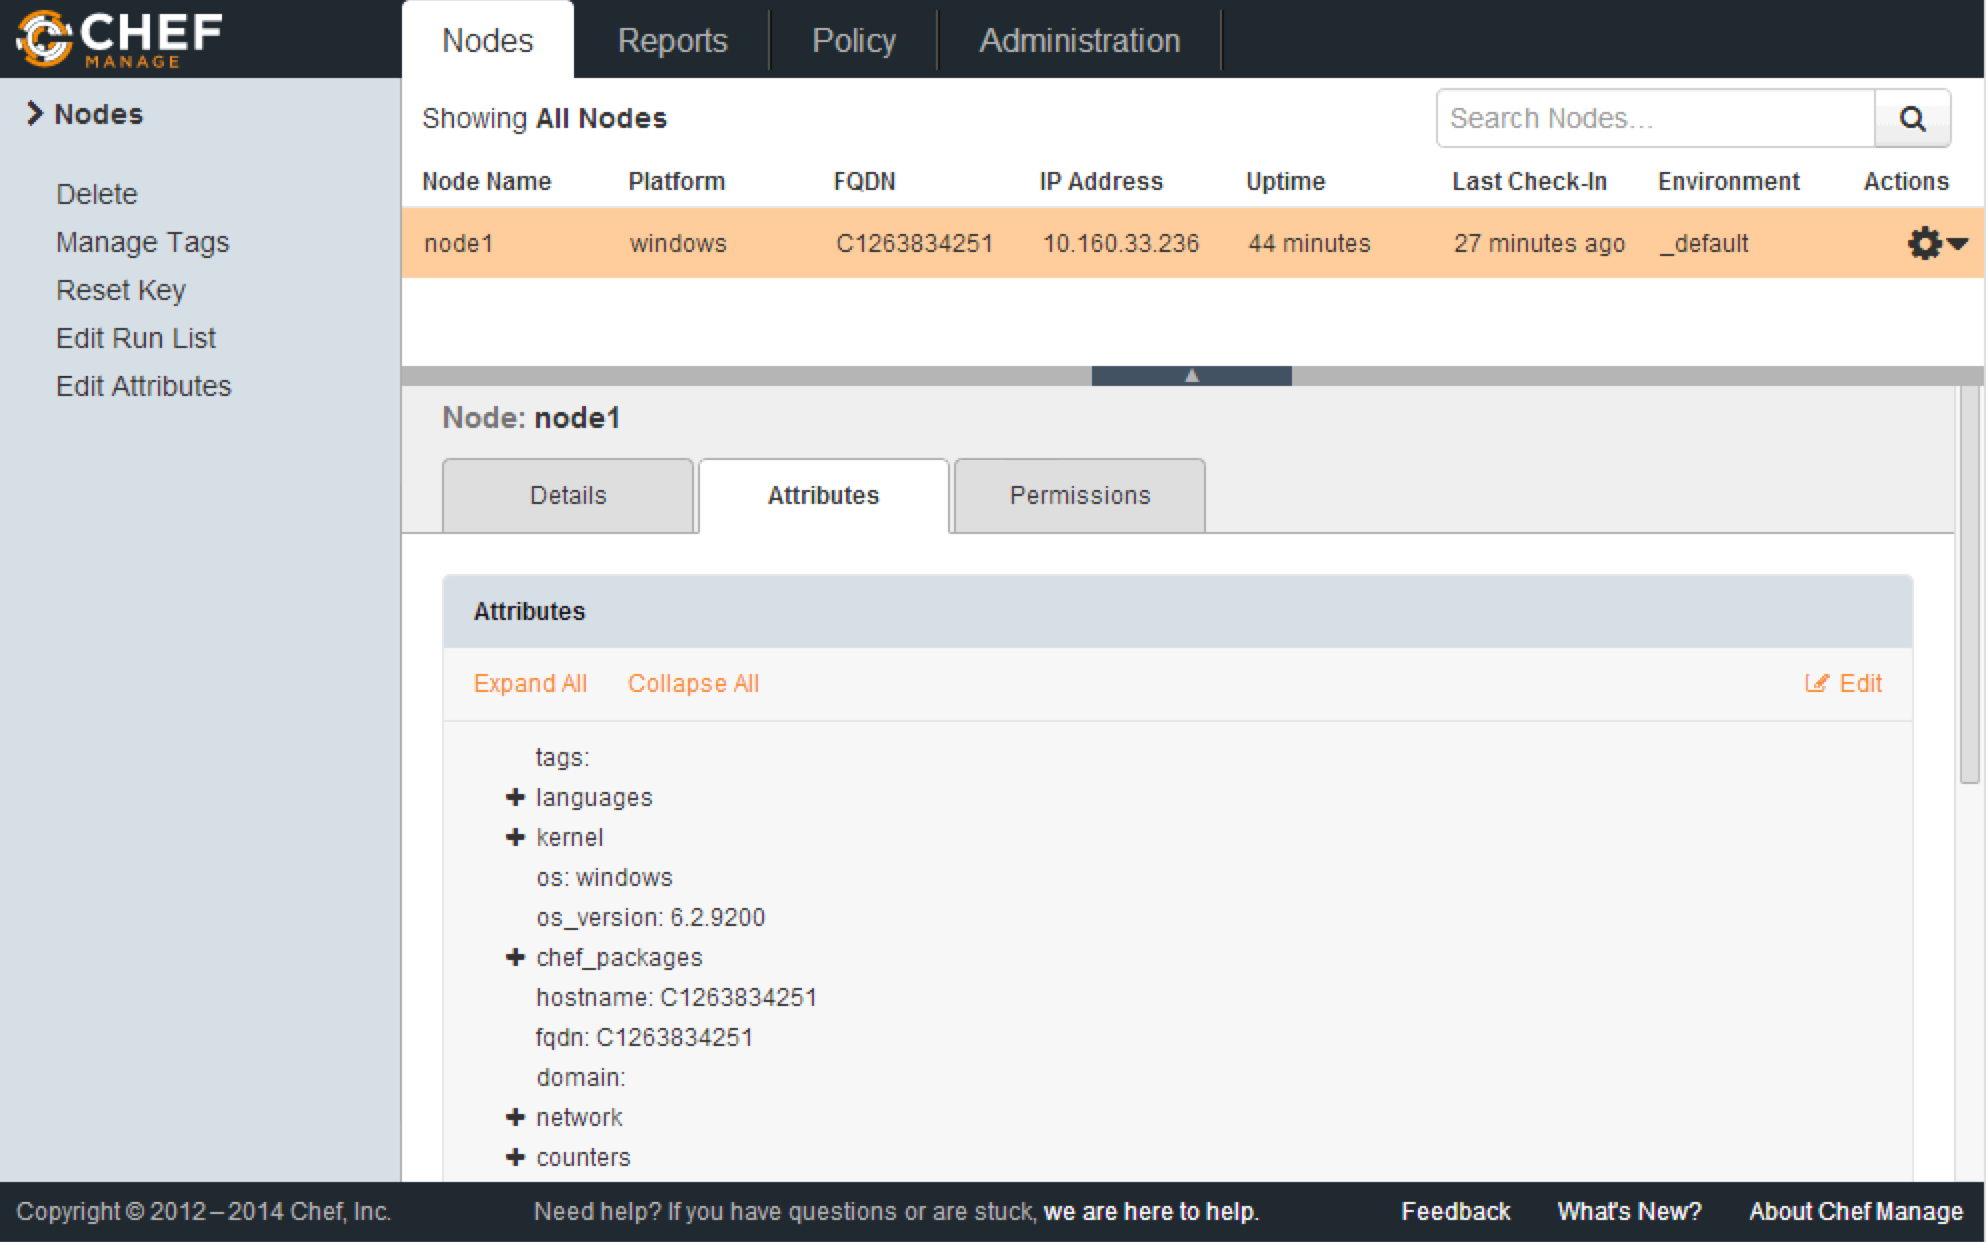 CHEF
MANAGE
Nodes Reports Policy Administration
Nodes
Delete
Manage Tags
Reset Key
Edit Run List
Edit Attributes
Showing All Nodes
Search Nodes...
Node Name Platform FQDN IP Address Uptime Last Check-In Environment Actions
node1 windows C1263834251 10.160.33.236 44 minutes 27 minutes ago _default
Node: node1
Details Attributes Permissions
Attributes
Expand All Collapse All Edit
tags:
languages
kernel
os: windows
os_version: 6.2.9200
chef_packages
hostname: C1263834251
fqdn: C1263834251
domain:
network
counters
Copyright © 2012–2014 Chef, Inc. Need help? If you have questions or are stuck, we are here to help. Feedback What's New? About Chef Manage